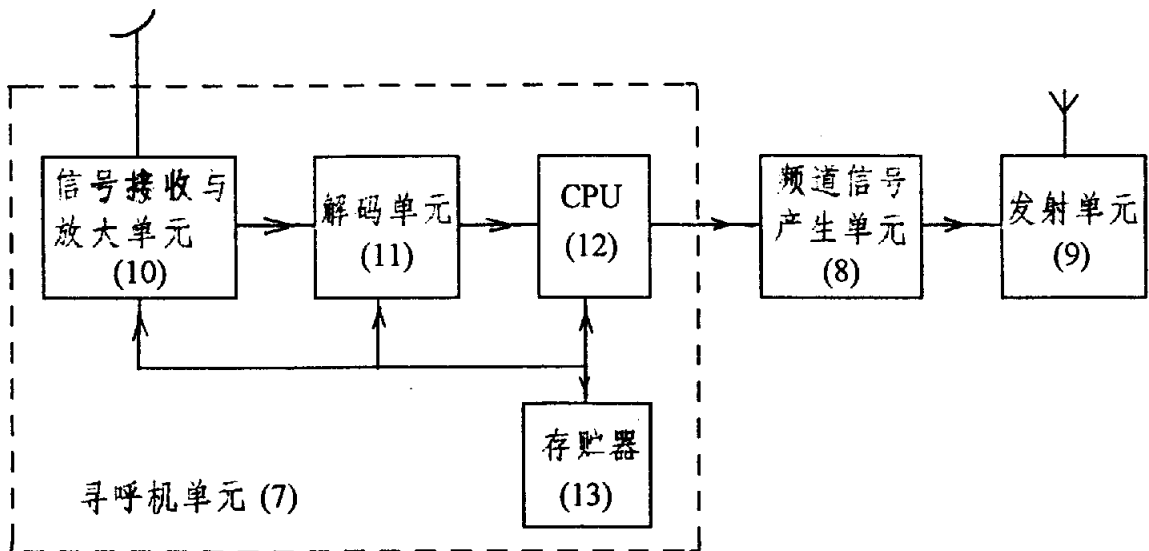 信号接收与
放大单元
(10)
解码单元
(11)
CPU
(12)
频道信号
产生单元
(8)
发射单元
(9)
存贮器
(13)
寻呼机单元 (7)